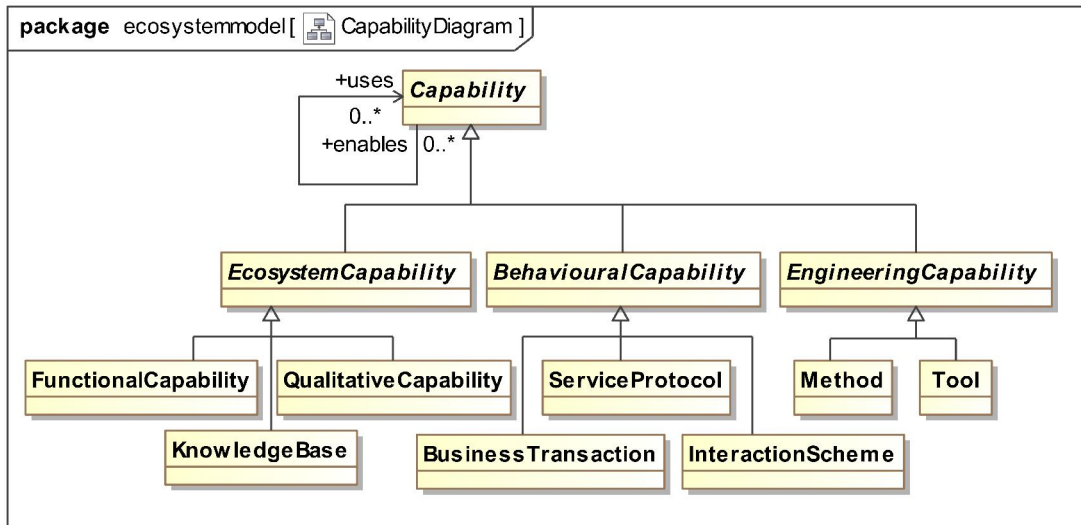 package ecosystemmodel[ CapabilityDiagram ]
+uses
Capability
0..*
+enables 0..*
EcosystemCapability BehaviouralCapability EngineeringCapability
FunctionalCapability QualitativeCapability ServiceProtocol Method Tool
KnowledgeBase BusinessTransaction InteractionScheme